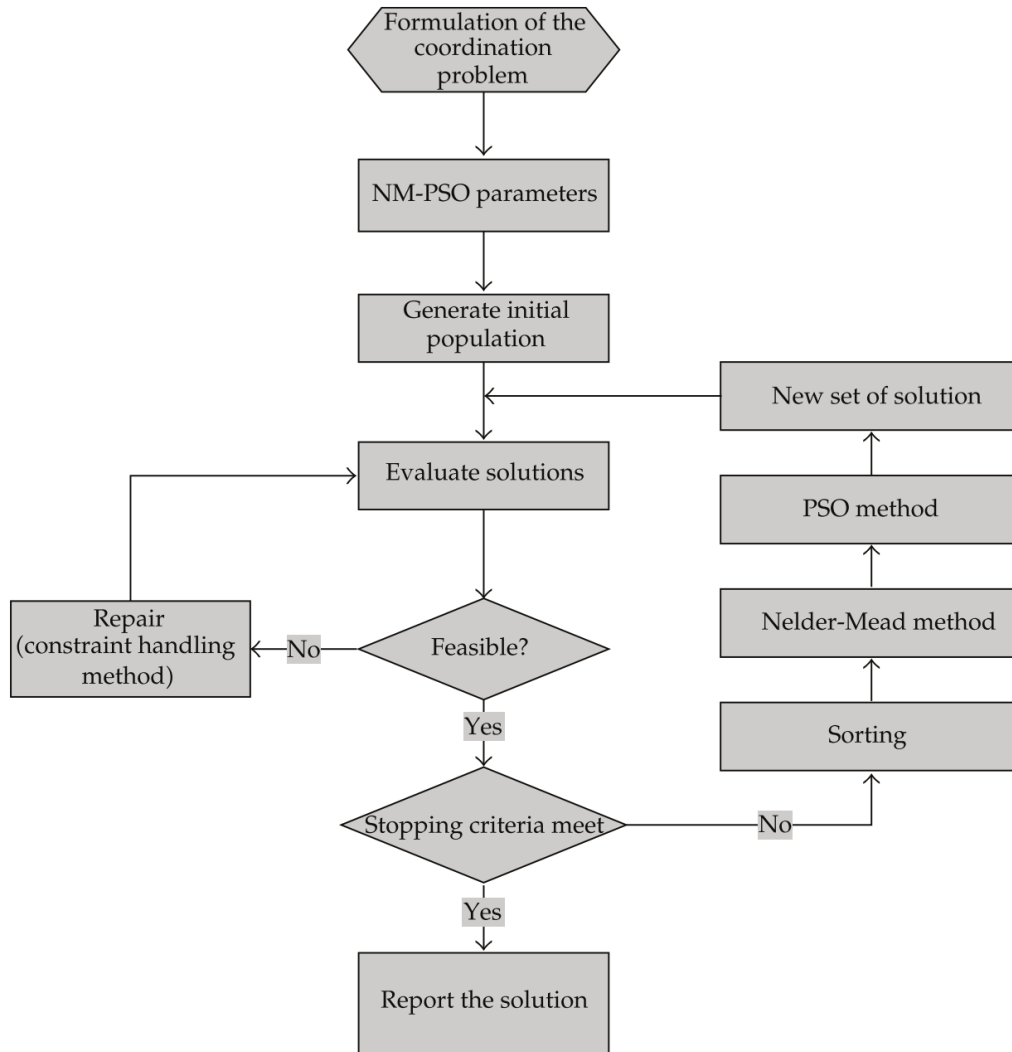 Formulation of the
coordination
problem
NM-PSO parameters
Generate initial
population
New set of solution
Evaluate solutions
PSO method
Repair
(constraint handling
method)
No
Feasible?
Nelder-Mead method
Yes
Sorting
Stopping criteria meet
No
Yes
Report the solution